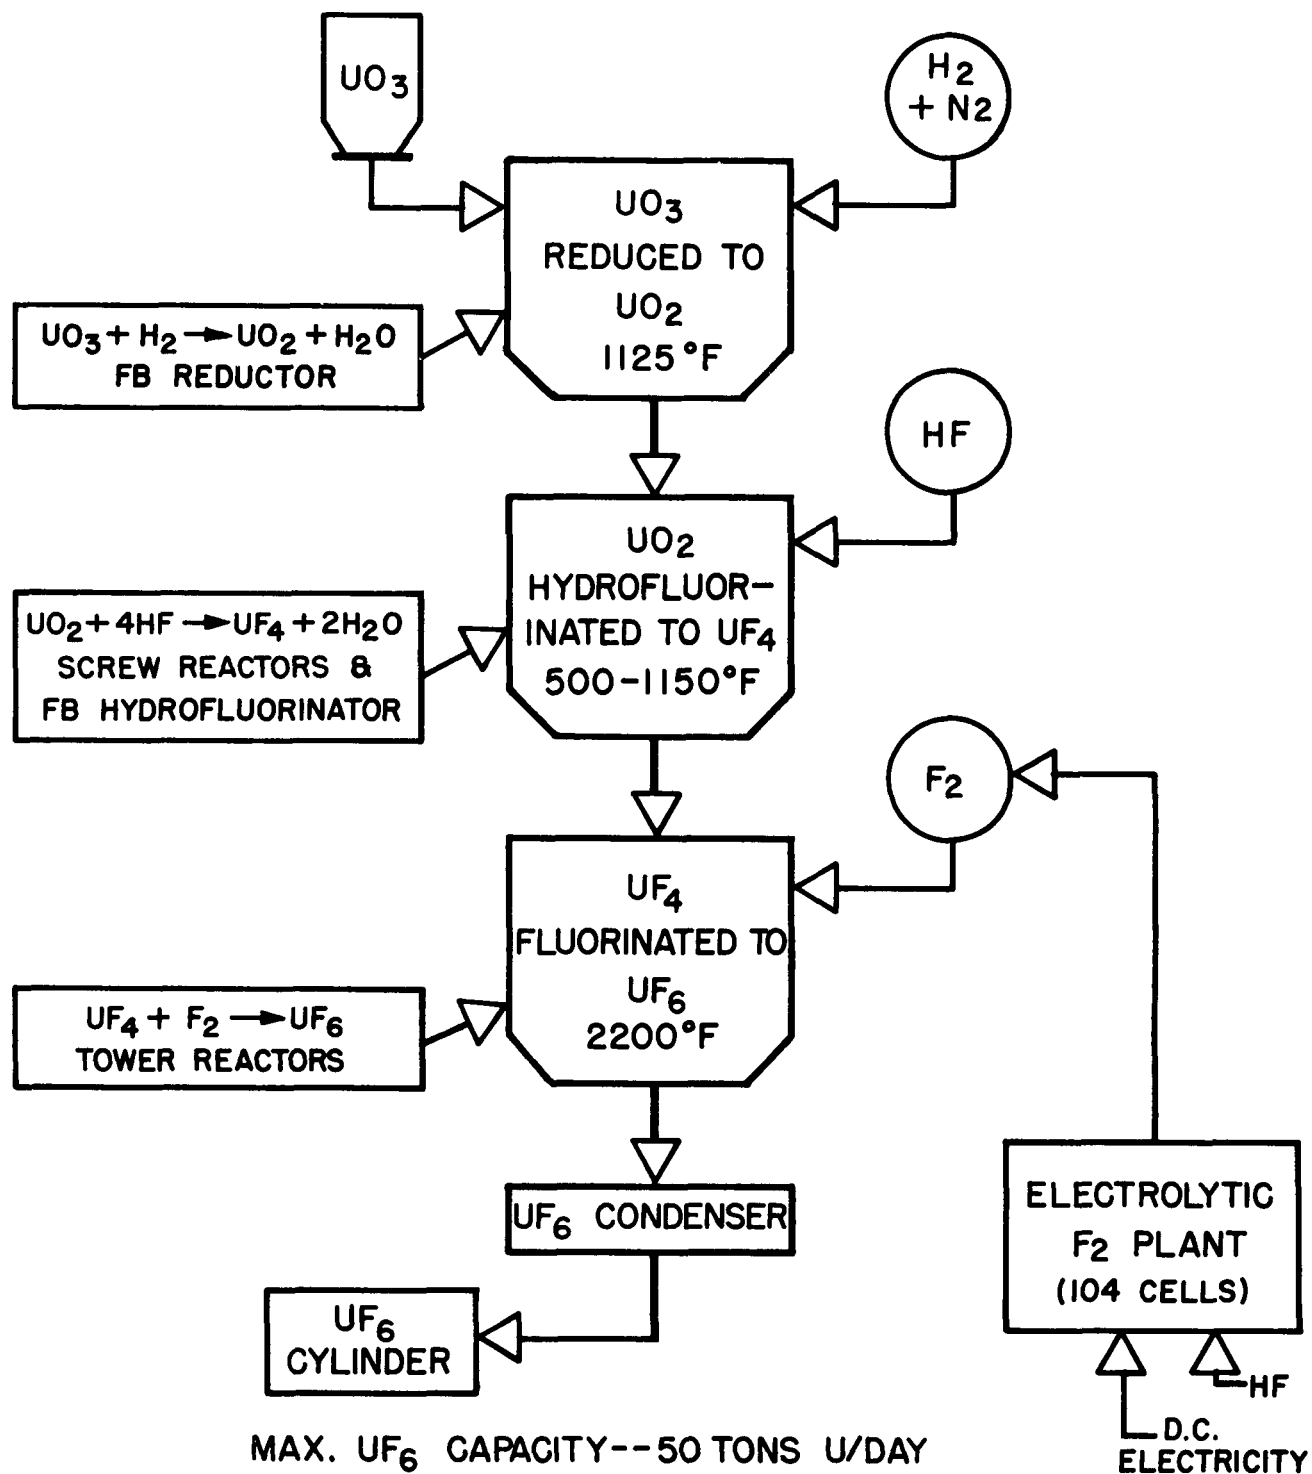 UO3
H2
+ N2
UO3
REDUCED TO
UO2
1125°F
UO3 + H2 → UO2 + H2O
FB REDUCTOR
HF
UO2
HYDROFLUOR-
INATED TO UF4
500-1150°F
UO2 + 4HF → UF4 + 2H2O
SCREW REACTORS &
FB HYDROFLUORINATOR
F2
UF4
FLUORINATED TO
UF6
2200°F
UF4 + F2 → UF6
TOWER REACTORS
UF6 CONDENSER
ELECTROLYTIC
F2 PLANT
(104 CELLS)
UF6
CYLINDER
HF
D.C.
ELECTRICITY
MAX. UF6 CAPACITY--50 TONS U/DAY